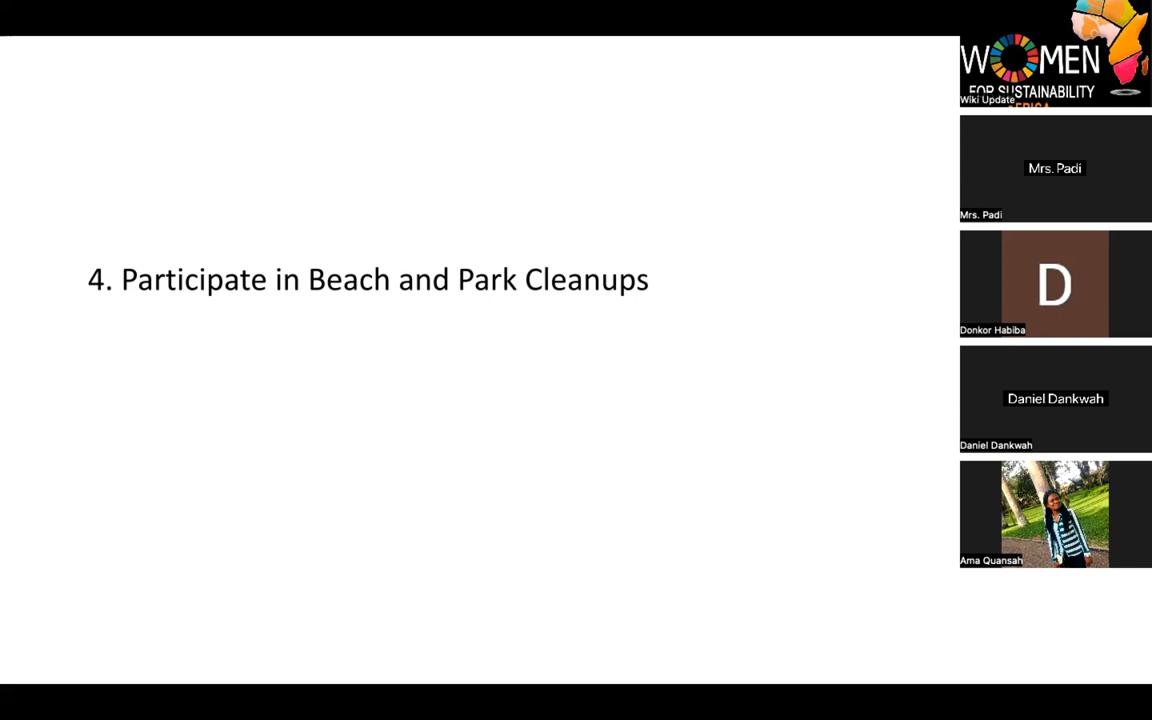 4. Participate in Beach and Park Cleanups
WOMEN
FOR SUSTAINABILITY
AFRICA
Wiki Update
Mrs. Padi
Mrs. Padi
D
Donkor Habiba
Daniel Dankwah
Daniel Dankwah
Ama Quansah